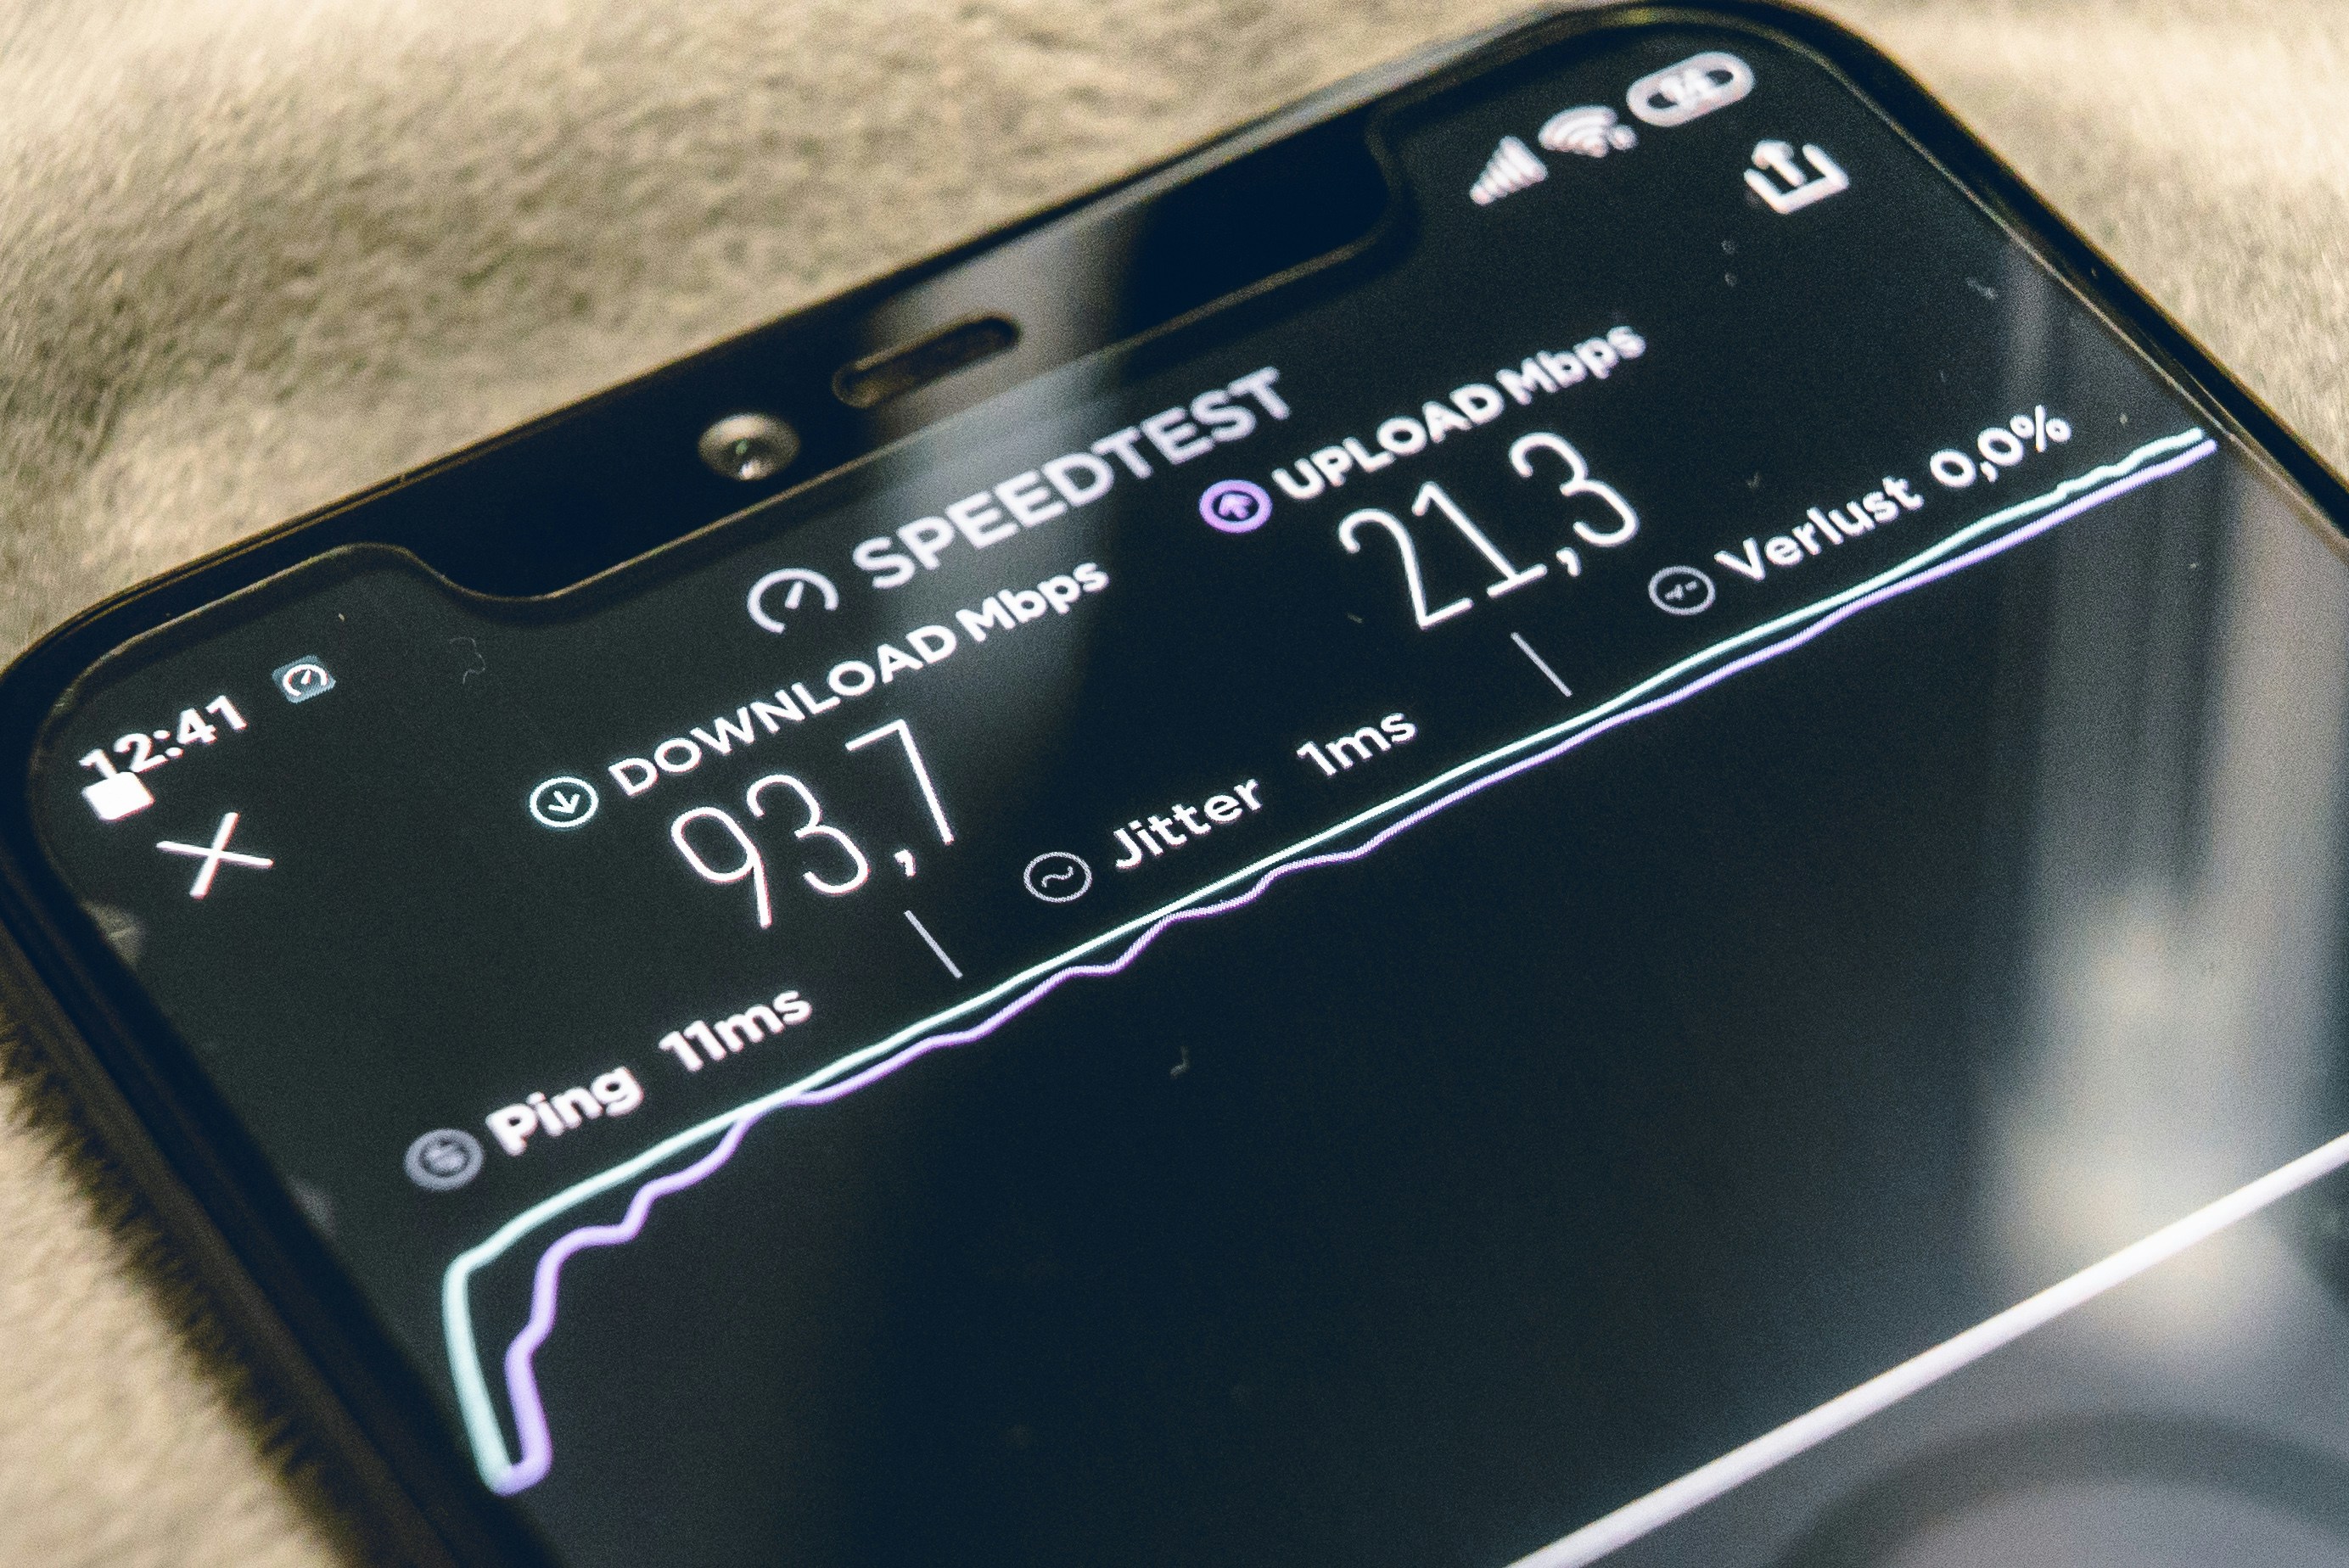 12:41
SPEEDTEST
DOWNLOAD Mbps
93,7
UPLOAD Mbps
21,3
Ping 11ms
Jitter 1ms
Verlust 0,0%